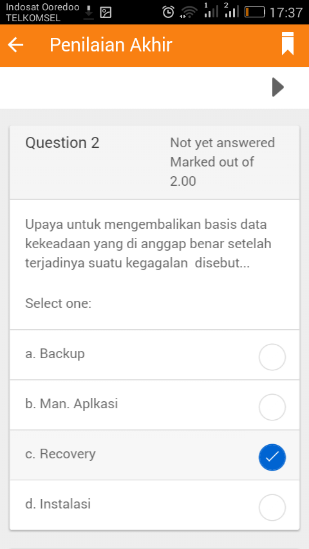 Indosat Ooredoo
TELKOMSEL
1 2 17:37
Penilaian Akhir
Question 2
Not yet answered
Marked out of
2.00
Upaya untuk mengembalikan basis data
kekeadaan yang di anggap benar setelah
terjadinya suatu kegagalan disebut...
Select one:
a. Backup
b. Man. Aplkasi
c. Recovery
d. Instalasi